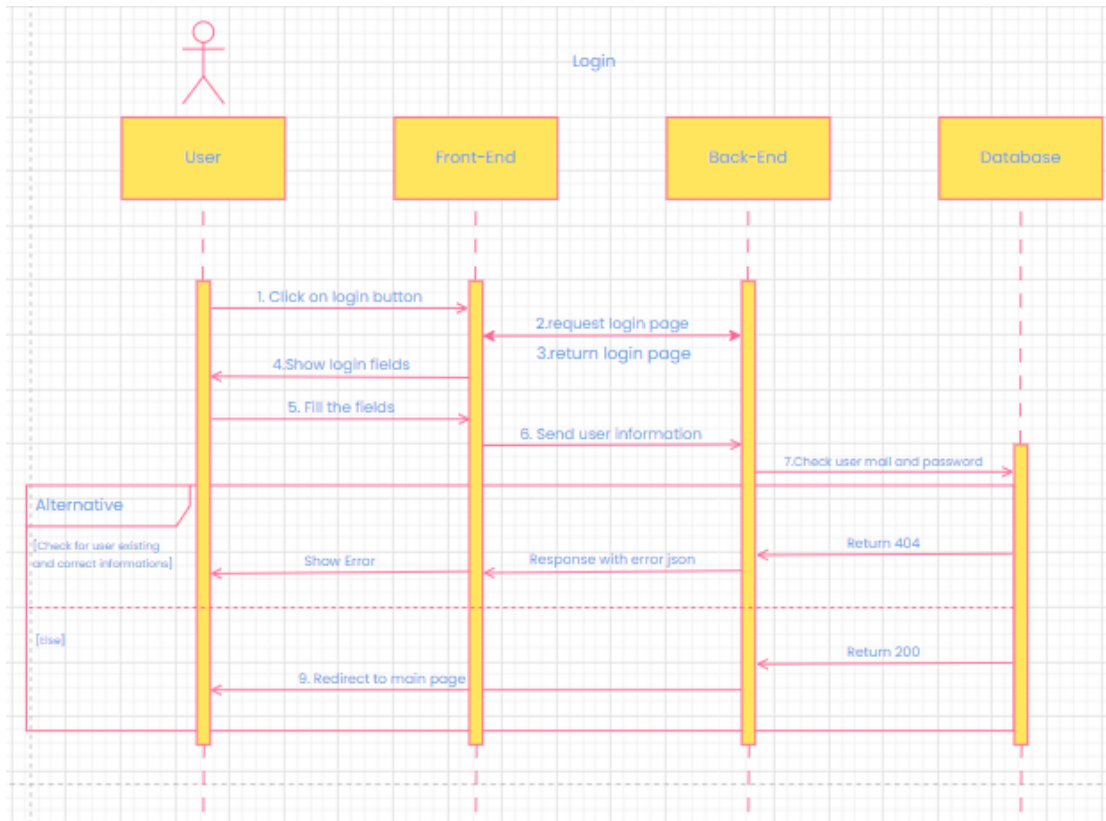 Login
User
Front-End
Back-End
Database
1. Click on login button
2.request login page
3.return login page
4.Show login fields
5. Fill the fields
6. Send user information
7.Check user mail and password
Alternative
[Check for user existing
and correct informations]
Return 404
Response with error json
Show Error
[Else]
Return 200
9. Redirect to main page